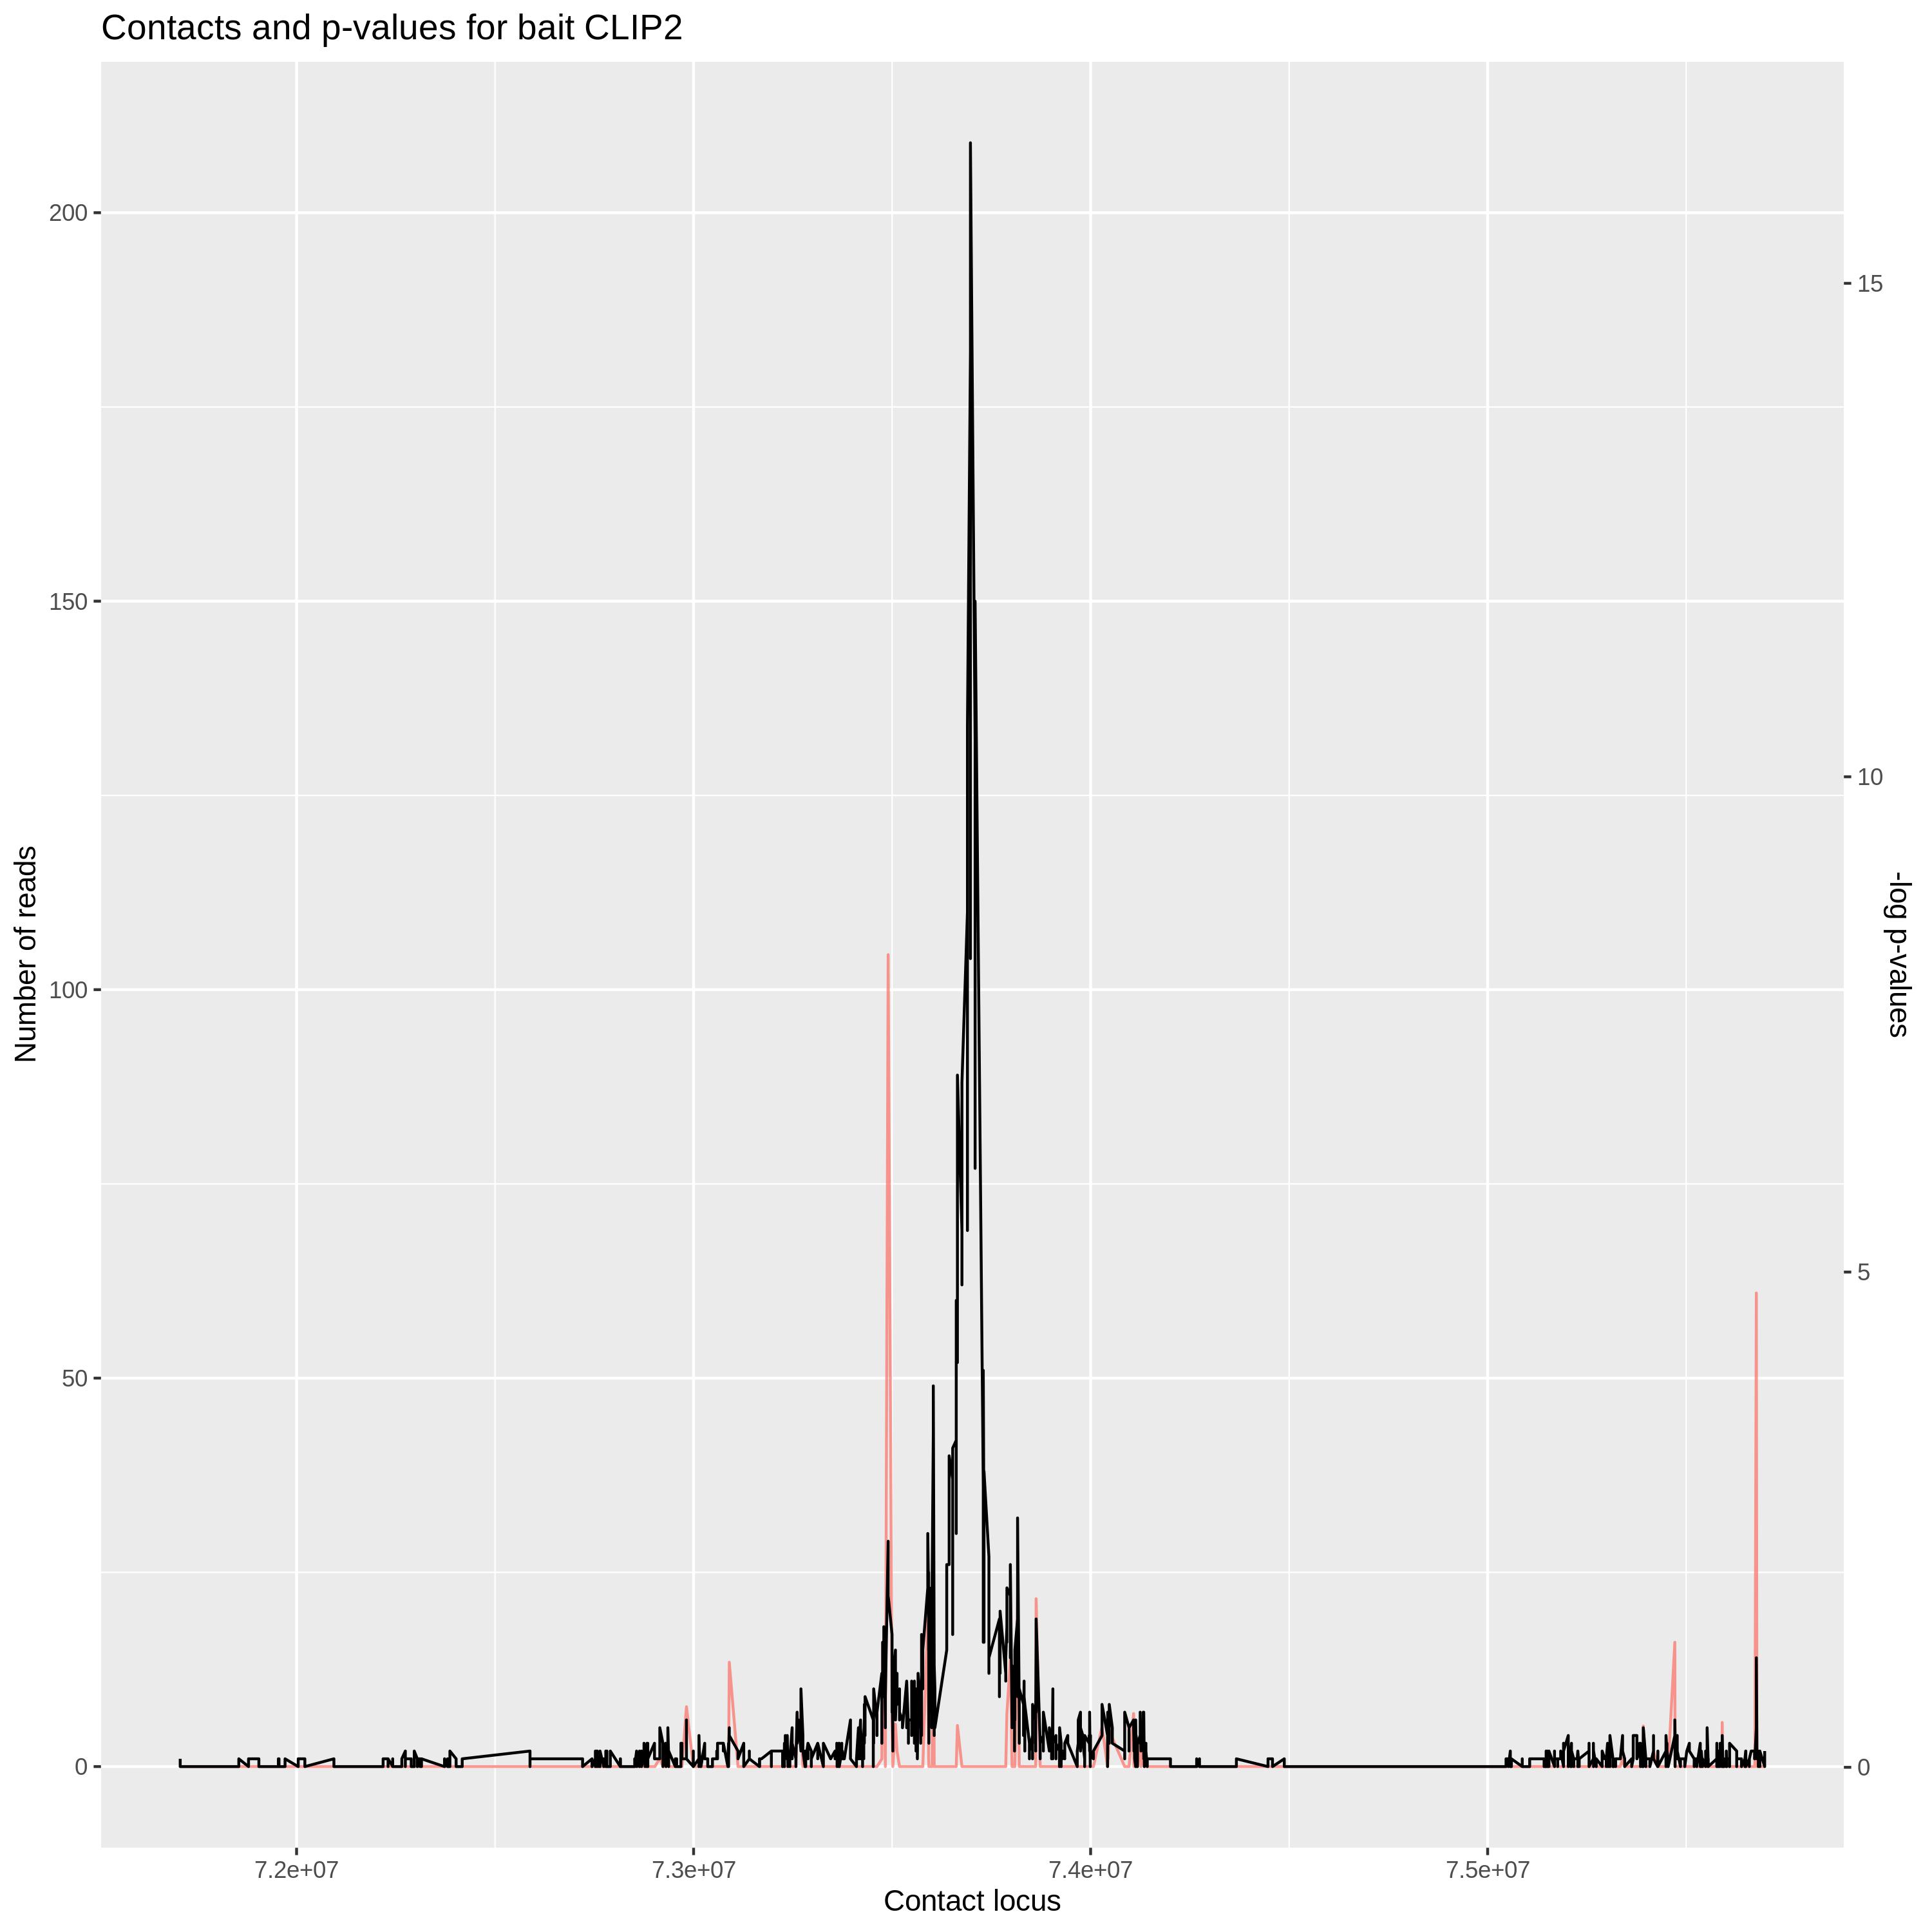 Contacts and p-values for bait CLIP2
200
150
100
50
0
Number of reads
15
10
5
0
-log p-values
7.2e+07
7.3e+07
7.4e+07
7.5e+07
Contact locus